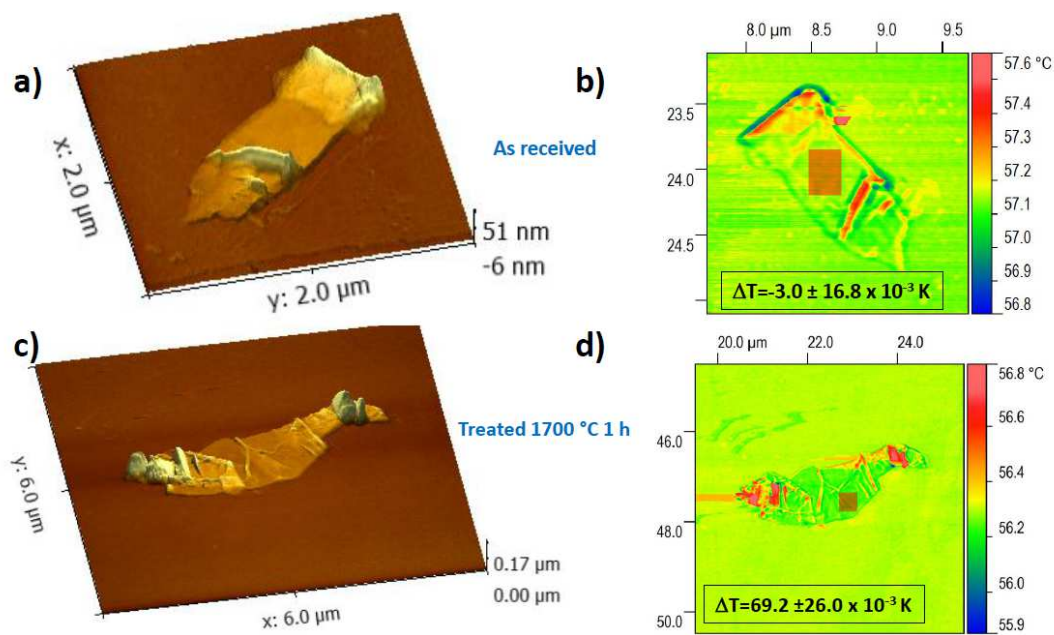 a)
x: 2.0 µm
y: 2.0 µm
51 nm
-6 nm
As received
b)
8.0 µm 8.5 9.0 9.5
23.5
24.0
24.5
57.6 °C
57.4
57.3
57.2
57.1
57.0
56.9
56.8
ΔT=-3.0 ± 16.8 x 10⁻³ K
c)
y: 6.0 µm
x: 6.0 µm
0.17 µm
0.00 µm
Treated 1700 °C 1 h
d)
20.0 µm 22.0 24.0
46.0
48.0
50.0
56.8 °C
56.6
56.4
56.2
56.0
55.9
ΔT=69.2 ±26.0 x 10⁻³ K